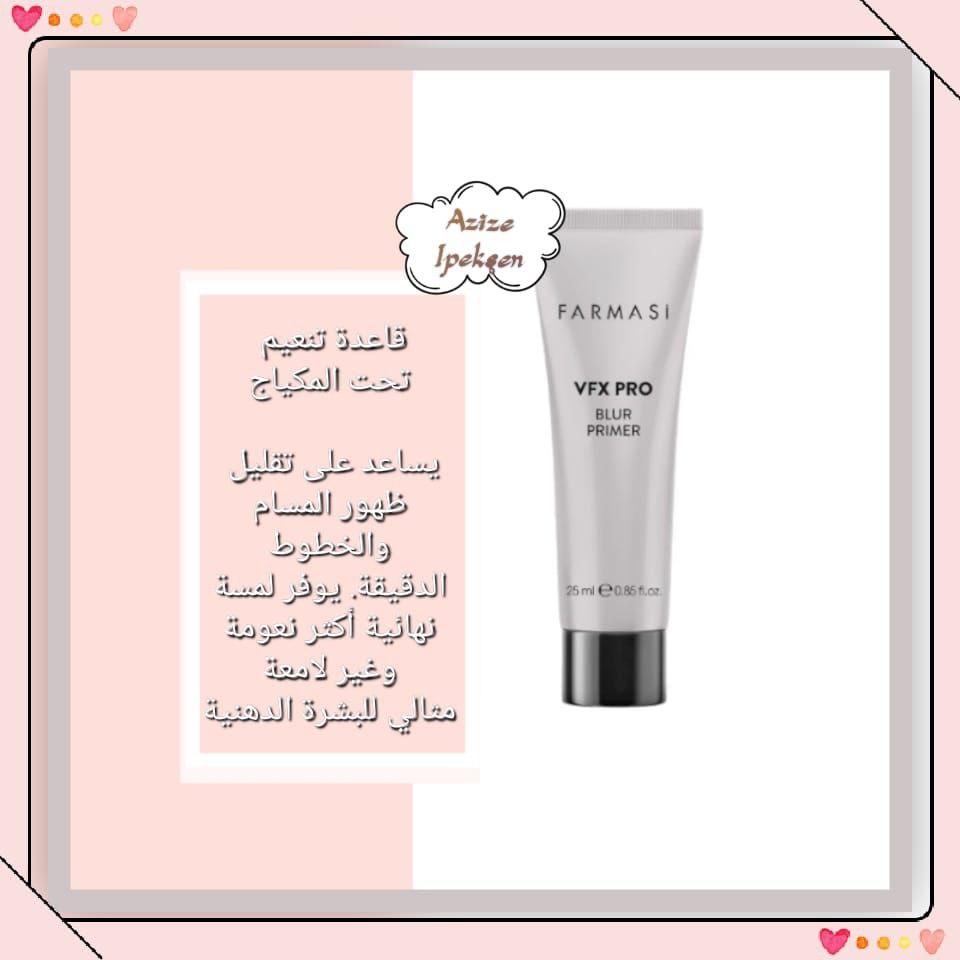 Azize
Ipekşen
قاعدة تنعيم
تحت المكياج
يساعد على تقليل
ظهور المسام
والخطوط
الدقيقة. يوفر لمسة
نهائية أكثر نعومة
وغير لامعة
مثالي للبشرة الدهنية
FARMASI
VFX PRO
BLUR
PRIMER
25 ml ℮ 0.85 fl.oz.